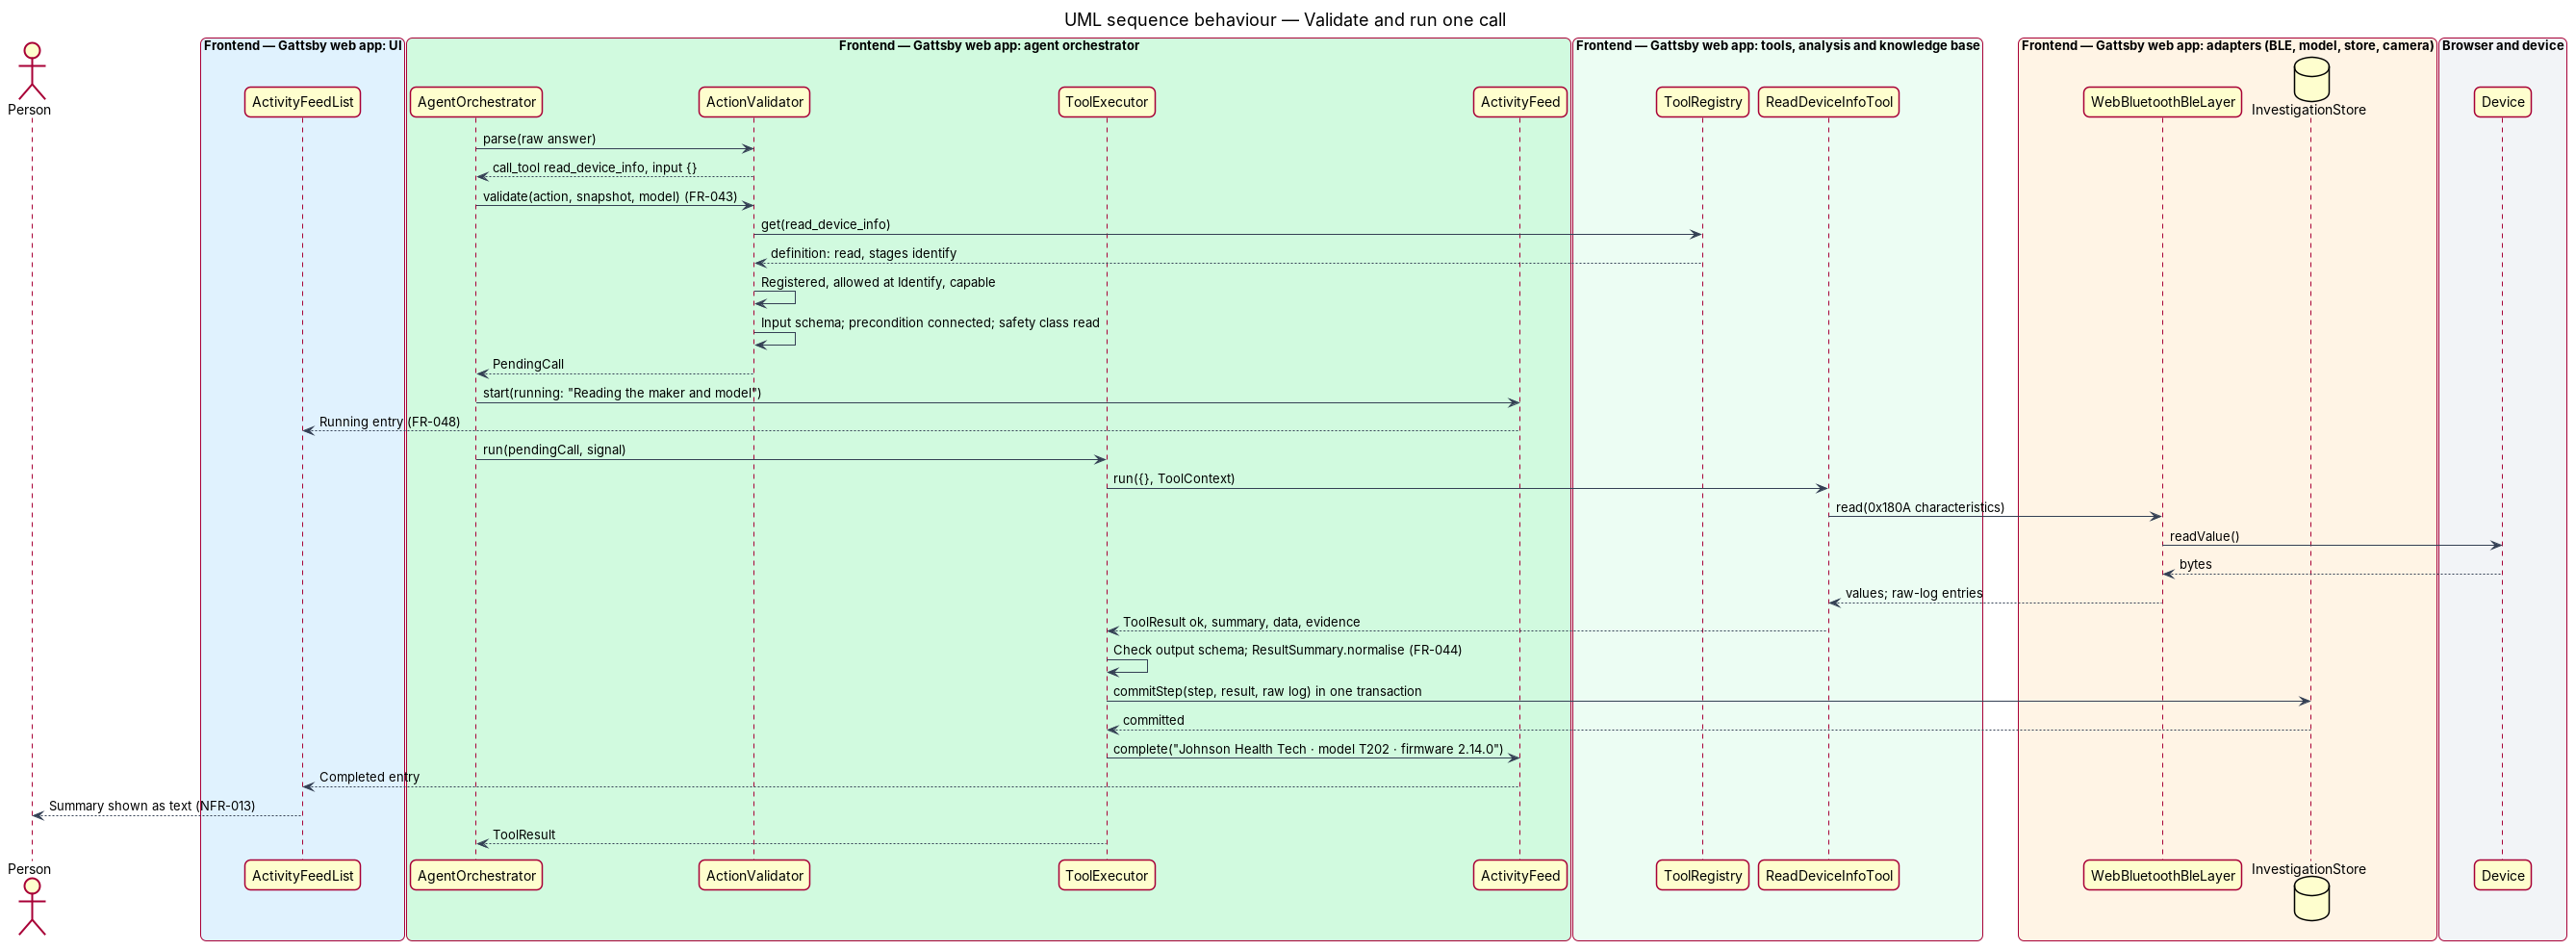 UML sequence behaviour — Validate and run one call
Frontend — Gattsby web app: UI
Frontend — Gattsby web app: agent orchestrator
Frontend — Gattsby web app: tools, analysis and knowledge base
Frontend — Gattsby web app: adapters (BLE, model, store, camera)
Browser and device
Person
ActivityFeedList
AgentOrchestrator
ActionValidator
ToolExecutor
ActivityFeed
ToolRegistry
ReadDeviceInfoTool
WebBluetoothBleLayer
InvestigationStore
Device
parse(raw answer)
call_tool read_device_info, input {}
validate(action, snapshot, model) (FR-043)
get(read_device_info)
definition: read, stages identify
Registered, allowed at Identify, capable
Input schema; precondition connected; safety class read
PendingCall
start(running: "Reading the maker and model")
Running entry (FR-048)
run(pendingCall, signal)
run({}, ToolContext)
read(0x180A characteristics)
readValue()
bytes
values; raw-log entries
ToolResult ok, summary, data, evidence
Check output schema; ResultSummary.normalise (FR-044)
commitStep(step, result, raw log) in one transaction
committed
complete("Johnson Health Tech · model T202 · firmware 2.14.0")
Completed entry
Summary shown as text (NFR-013)
ToolResult
Person
ActivityFeedList
AgentOrchestrator
ActionValidator
ToolExecutor
ActivityFeed
ToolRegistry
ReadDeviceInfoTool
WebBluetoothBleLayer
InvestigationStore
Device